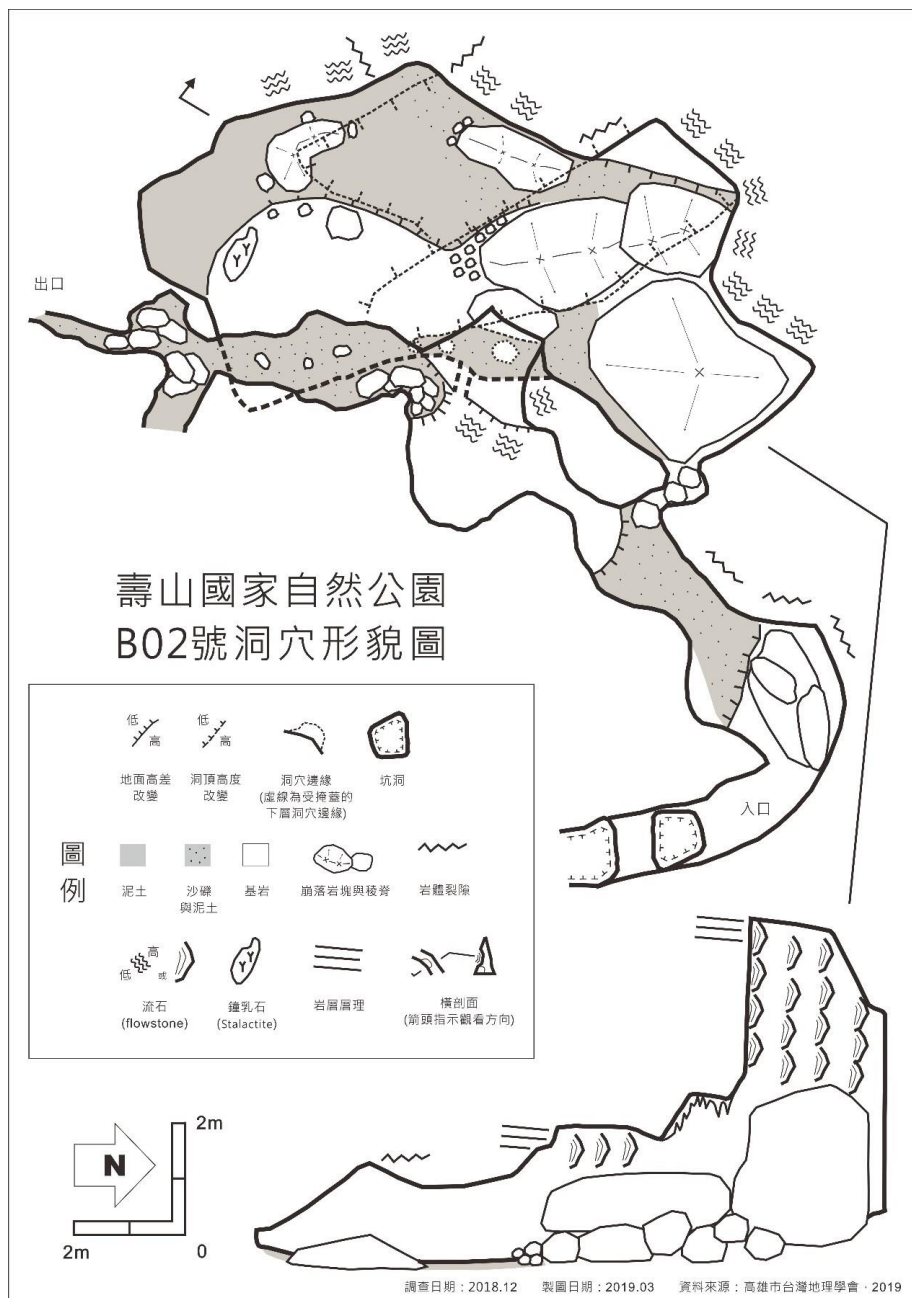 出口
壽山國家自然公園
B02號洞穴形貌圖
入口
圖例
低
高
地面高差
改變
低
高
洞頂高度
改變
洞穴邊緣
(虛線為受掩蓋的
下層洞穴邊緣)
坑洞
泥土
沙礫
與泥土
基岩
崩落岩塊與稜脊
岩體裂隙
高
低
或
流石
(flowstone)
鐘乳石
(Stalactite)
岩層層理
橫剖面
(箭頭指示觀看方向)
N
2m
2m
0
調查日期：2018.12 製圖日期：2019.03 資料來源：高雄市台灣地理學會，2019